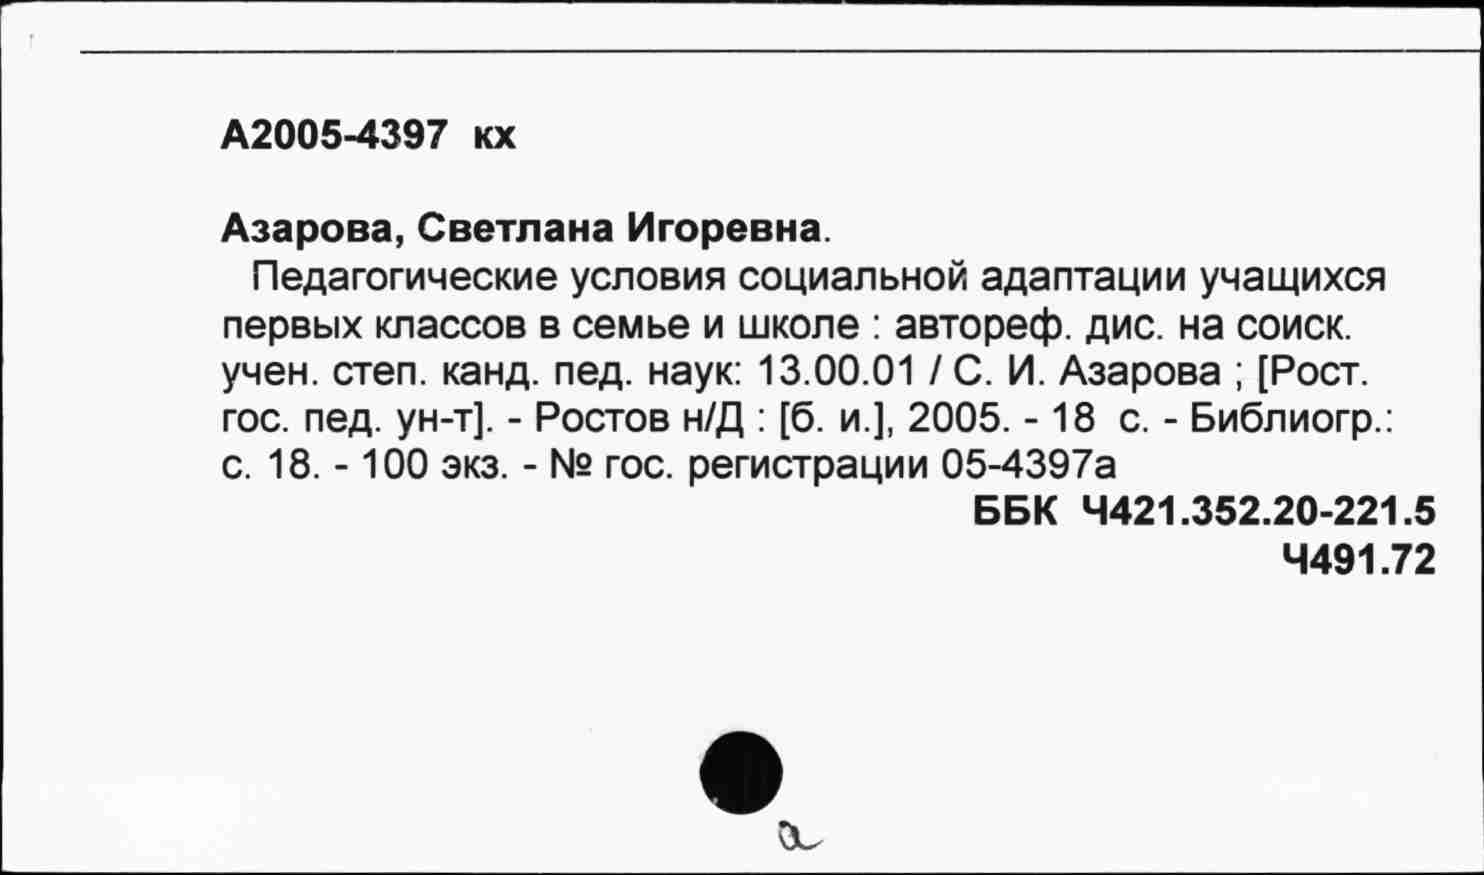 А2005-4397 кх
Азарова, Светлана Игоревна.
Педагогические условия социальной адаптации учащихся
первых классов в семье и школе : автореф. дис. на соиск.
учен. степ. канд. пед. наук: 13.00.01 / С. И. Азарова ; [Рост.
гос. пед. ун-т]. - Ростов н/Д : [б. и.], 2005. - 18 с. - Библиогр.:
с. 18. - 100 экз. - № гос. регистрации 05-4397а
ББК Ч421.352.20-221.5
Ч491.72
а